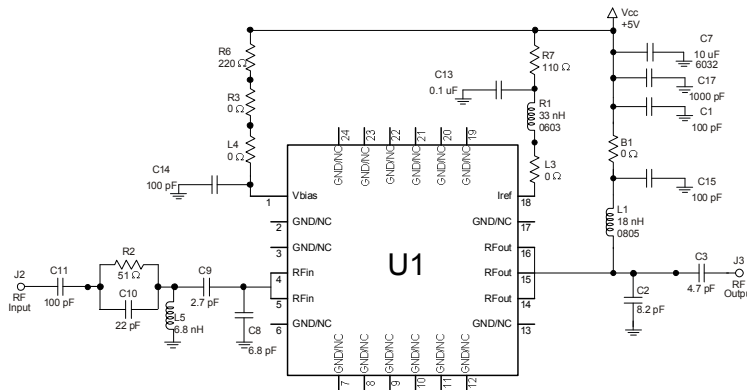 Vcc
+5V
R6
220 Ω
R7
110 Ω
C7
10 uF
6032
C13
0.1 uF
C17
1000 pF
R3
0 Ω
R1
33 nH
0603
C1
100 pF
L4
0 Ω
24
23
22
21
20
19
GND/NC
GND/NC
GND/NC
GND/NC
GND/NC
GND/NC
B1
0 Ω
L3
0 Ω
C14
100 pF
C15
100 pF
1
Vbias
Iref
18
L1
18 nH
0805
2
GND/NC
GND/NC
17
3
GND/NC
RFout
16
U1
R2
51 Ω
C9
2.7 pF
4
RFin
RFout
15
J2
RF
Input
C11
100 pF
C10
22 pF
5
RFin
RFout
14
C3
4.7 pF
J3
RF
Output
L5
6.8 nH
C8
6.8 pF
6
GND/NC
GND/NC
13
C2
8.2 pF
GND/NC
GND/NC
GND/NC
GND/NC
GND/NC
GND/NC
7
8
9
10
11
12